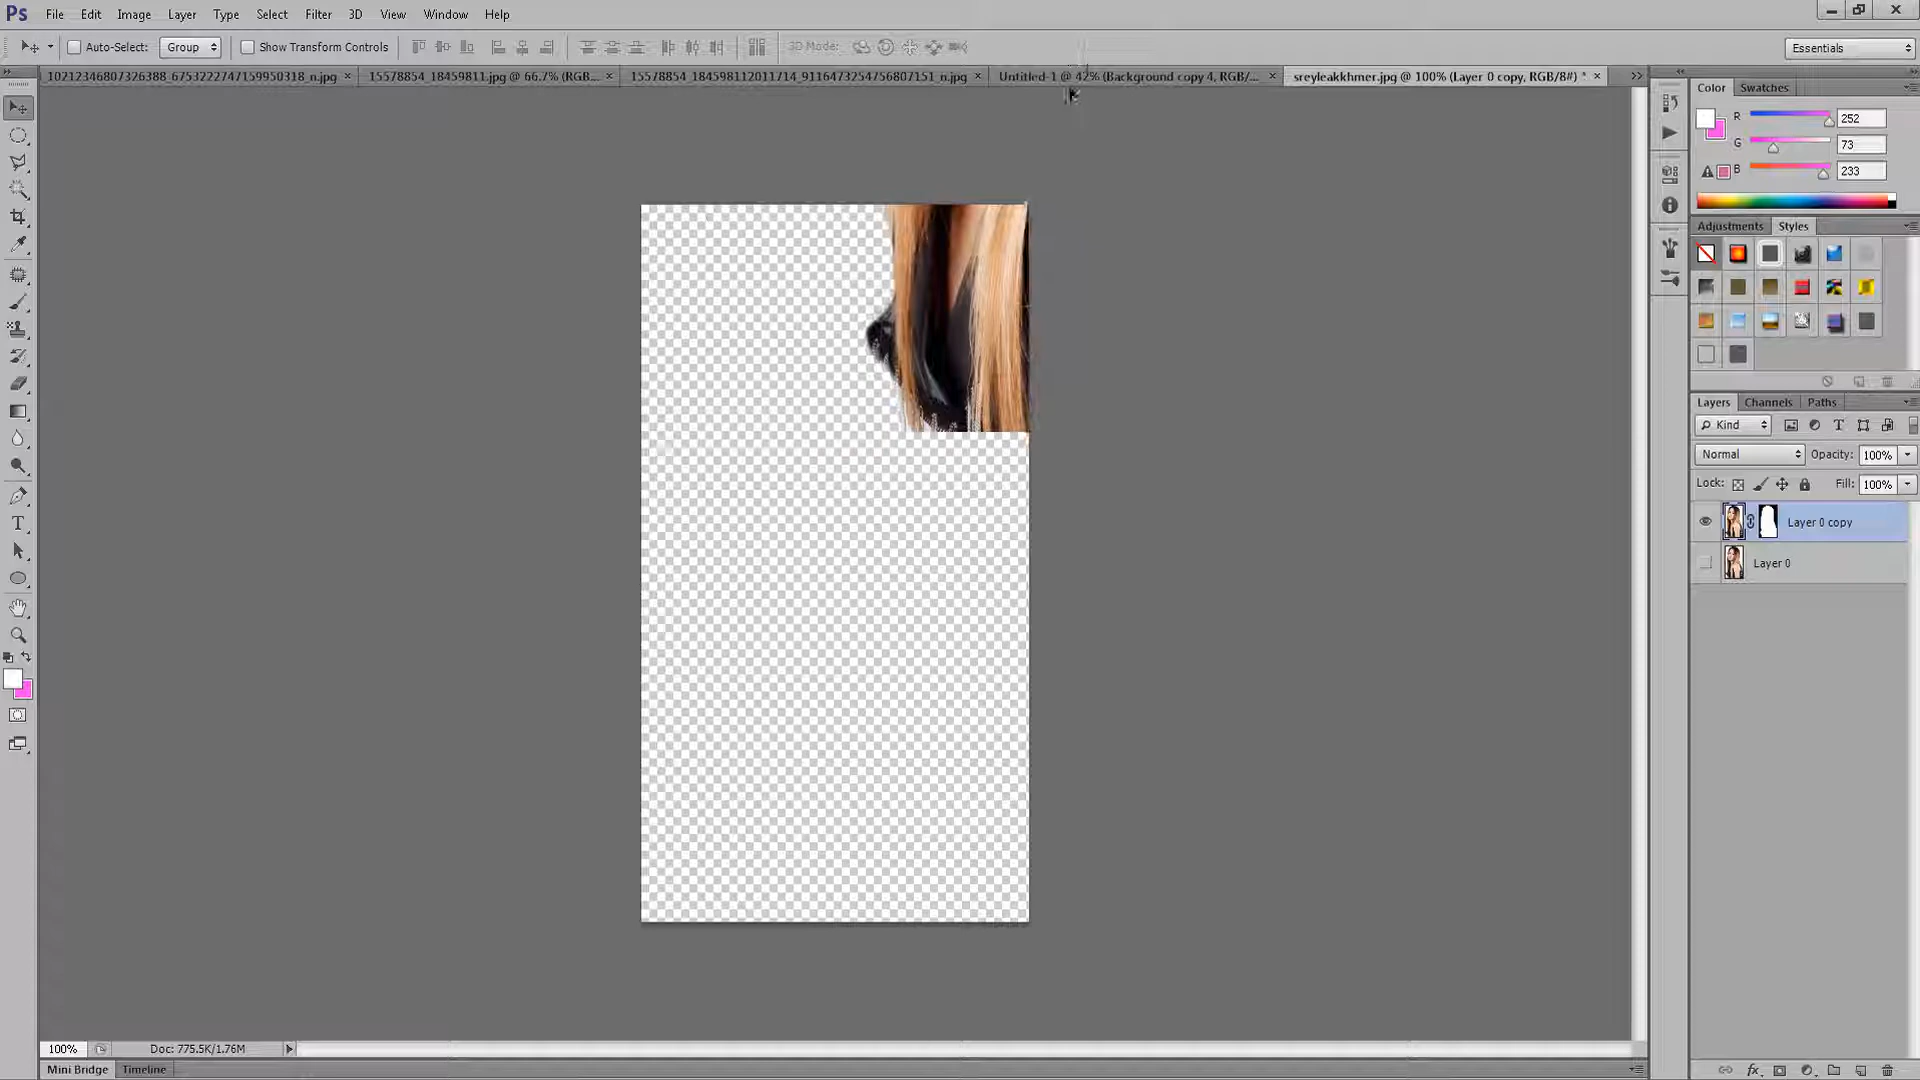 Ps File Edit Image Layer Type Select Filter 3D View Window Help
Auto-Select: Group Show Transform Controls 3D Mode: Essentials
10212346807326388_6753222747159950318_n.jpg × 15578854_18459811.jpg @ 66.7% (RGB... × 15578854_184598112011714_9116473254756807151_n.jpg × Untitled-1 @ 42% (Background copy 4, RGB/... × sreyleakkhmer.jpg @ 100% (Layer 0 copy, RGB/8#) * ×
Color Swatches
R 252
G 73
B 233
Adjustments Styles
Layers Channels Paths
Kind
Normal Opacity: 100%
Lock: Fill: 100%
Layer 0 copy
Layer 0
100% Doc: 775.5K/1.76M
Mini Bridge Timeline
fx